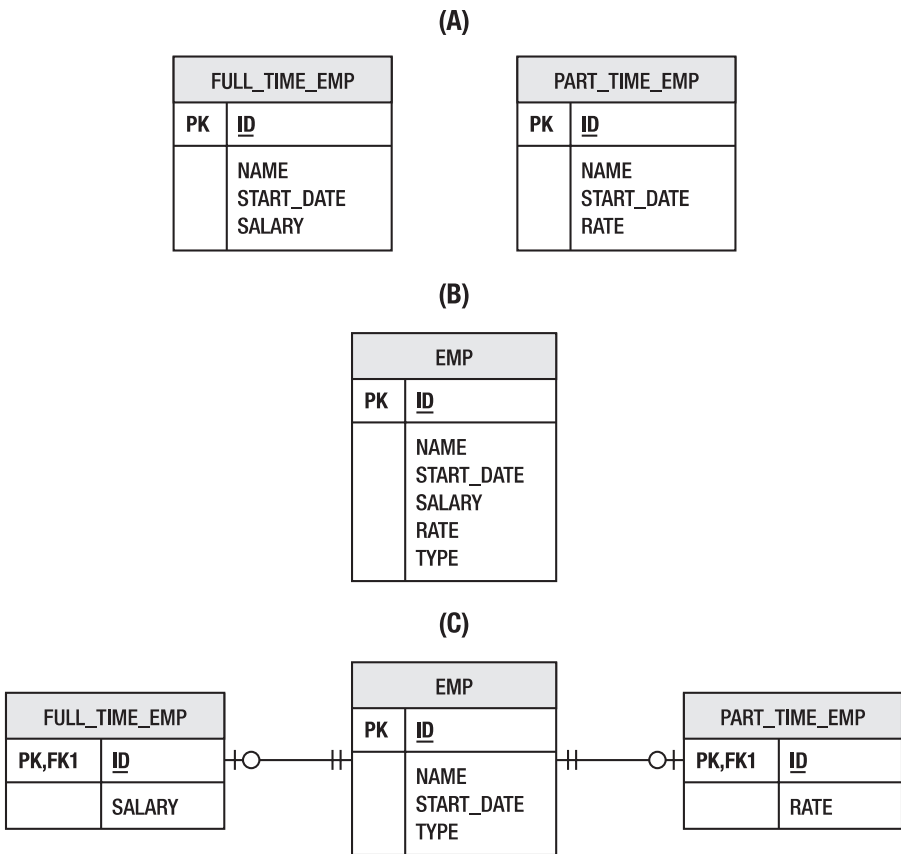 (A)
FULL_TIME_EMP
PK ID
NAME
START_DATE
SALARY
PART_TIME_EMP
PK ID
NAME
START_DATE
RATE
(B)
EMP
PK ID
NAME
START_DATE
SALARY
RATE
TYPE
(C)
FULL_TIME_EMP
PK,FK1 ID
SALARY
EMP
PK ID
NAME
START_DATE
TYPE
PART_TIME_EMP
PK,FK1 ID
RATE